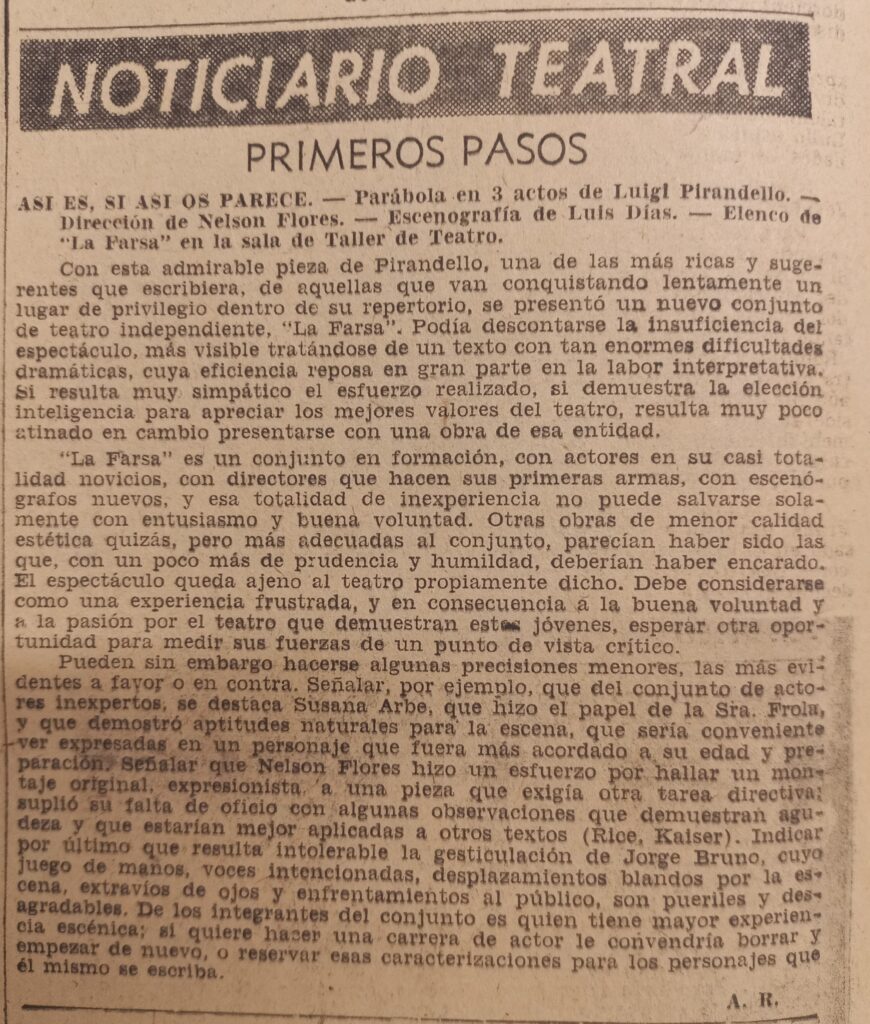 NOTICIARIO TEATRAL
PRIMEROS PASOS
ASI ES, SI ASI OS PARECE. — Parábola en 3 actos de Luigi Pirandello. —
Dirección de Nelson Flores. — Escenografía de Luis Días. — Elenco de
"La Farsa" en la sala de Taller de Teatro.
Con esta admirable pieza de Pirandello, una de las más ricas y suge-
rentes que escribiera, de aquellas que van conquistando lentamente un
lugar de privilegio dentro de su repertorio, se presentó un nuevo conjunto
de teatro independiente, "La Farsa". Podía descontarse la insuficiencia del
espectáculo, más visible tratándose de un texto con tan enormes dificultades
dramáticas, cuya eficiencia reposa en gran parte en la labor interpretativa.
Si resulta muy simpático el esfuerzo realizado, si demuestra la elección
inteligencia para apreciar los mejores valores del teatro, resulta muy poco
atinado en cambio presentarse con una obra de esa entidad.
"La Farsa" es un conjunto en formación, con actores en su casi tota-
lidad novicios, con directores que hacen sus primeras armas, con escenó-
grafos nuevos, y esa totalidad de inexperiencia no puede salvarse sola-
mente con entusiasmo y buena voluntad. Otras obras de menor calidad
estética quizás, pero más adecuadas al conjunto, parecían haber sido las
que, con un poco más de prudencia y humildad, deberían haber encarado.
El espectáculo queda ajeno al teatro propiamente dicho. Debe considerarse
como una experiencia frustrada, y en consecuencia a la buena voluntad y
a la pasión por el teatro que demuestran estos jóvenes, esperar otra opor-
tunidad para medir sus fuerzas de un punto de vista crítico.
Pueden sin embargo hacerse algunas precisiones menores, las más evi-
dentes a favor o en contra. Señalar, por ejemplo, que del conjunto de acto-
res inexpertos, se destaca Susana Arbe, que hizo el papel de la Sra. Frola,
y que demostró aptitudes naturales para la escena, que sería conveniente
ver expresadas en un personaje que fuera más acordado a su edad y pre-
paración. Señalar que Nelson Flores hizo un esfuerzo por hallar un mon-
taje original, expresionista, a una pieza que exigía otra tarea directiva;
suplió su falta de oficio con algunas observaciones que demuestran agu-
deza y que estarían mejor aplicadas a otros textos (Rice, Kaiser). Indicar
por último que resulta intolerable la gesticulación de Jorge Bruno, cuyo
juego de manos, voces intencionadas, desplazamientos blandos por la es-
cena, extravíos de ojos y enfrentamientos al público, son pueriles y des-
agradables. De los integrantes del conjunto es quien tiene mayor experien-
cia escénica; si quiere hacer una carrera de actor le convendría borrar y
empezar de nuevo, o reservar esas caracterizaciones para los personajes que
él mismo se escriba.
A. R.